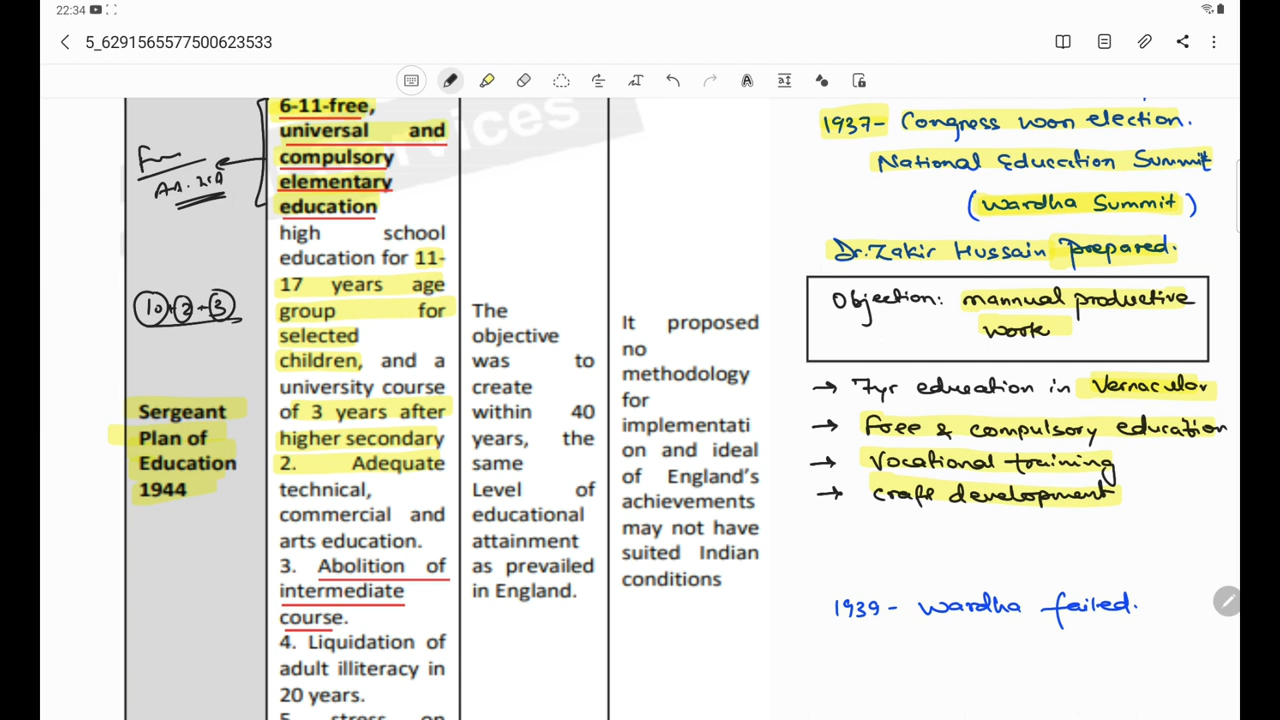 22:34
5_6291565577500623533
6-11-free,
universal and
compulsory
elementary
education
high school
education for 11-
17 years age
group for
selected
children, and a
university course
of 3 years after
higher secondary
2. Adequate
technical,
commercial and
arts education.
3. Abolition of
intermediate
course.
4. Liquidation of
adult illiteracy in
20 years.
5. stress on
10+2+3
Sergeant
Plan of
Education
1944
The
objective
was to
create
within 40
years, the
same
Level of
educational
attainment
as prevailed
in England.
It proposed
no
methodology
for
implementati
on and ideal
of England's
achievements
may not have
suited Indian
conditions
1937- Congress won election.
National Education Summit
(Wardha Summit)
Dr.Zakir Hussain prepared.
Objection: mannual productive
work
→ 7yr education in Vernacular
→ Free & compulsory education
→ Vocational training
→ craft development
1939- Wardha failed.
vices